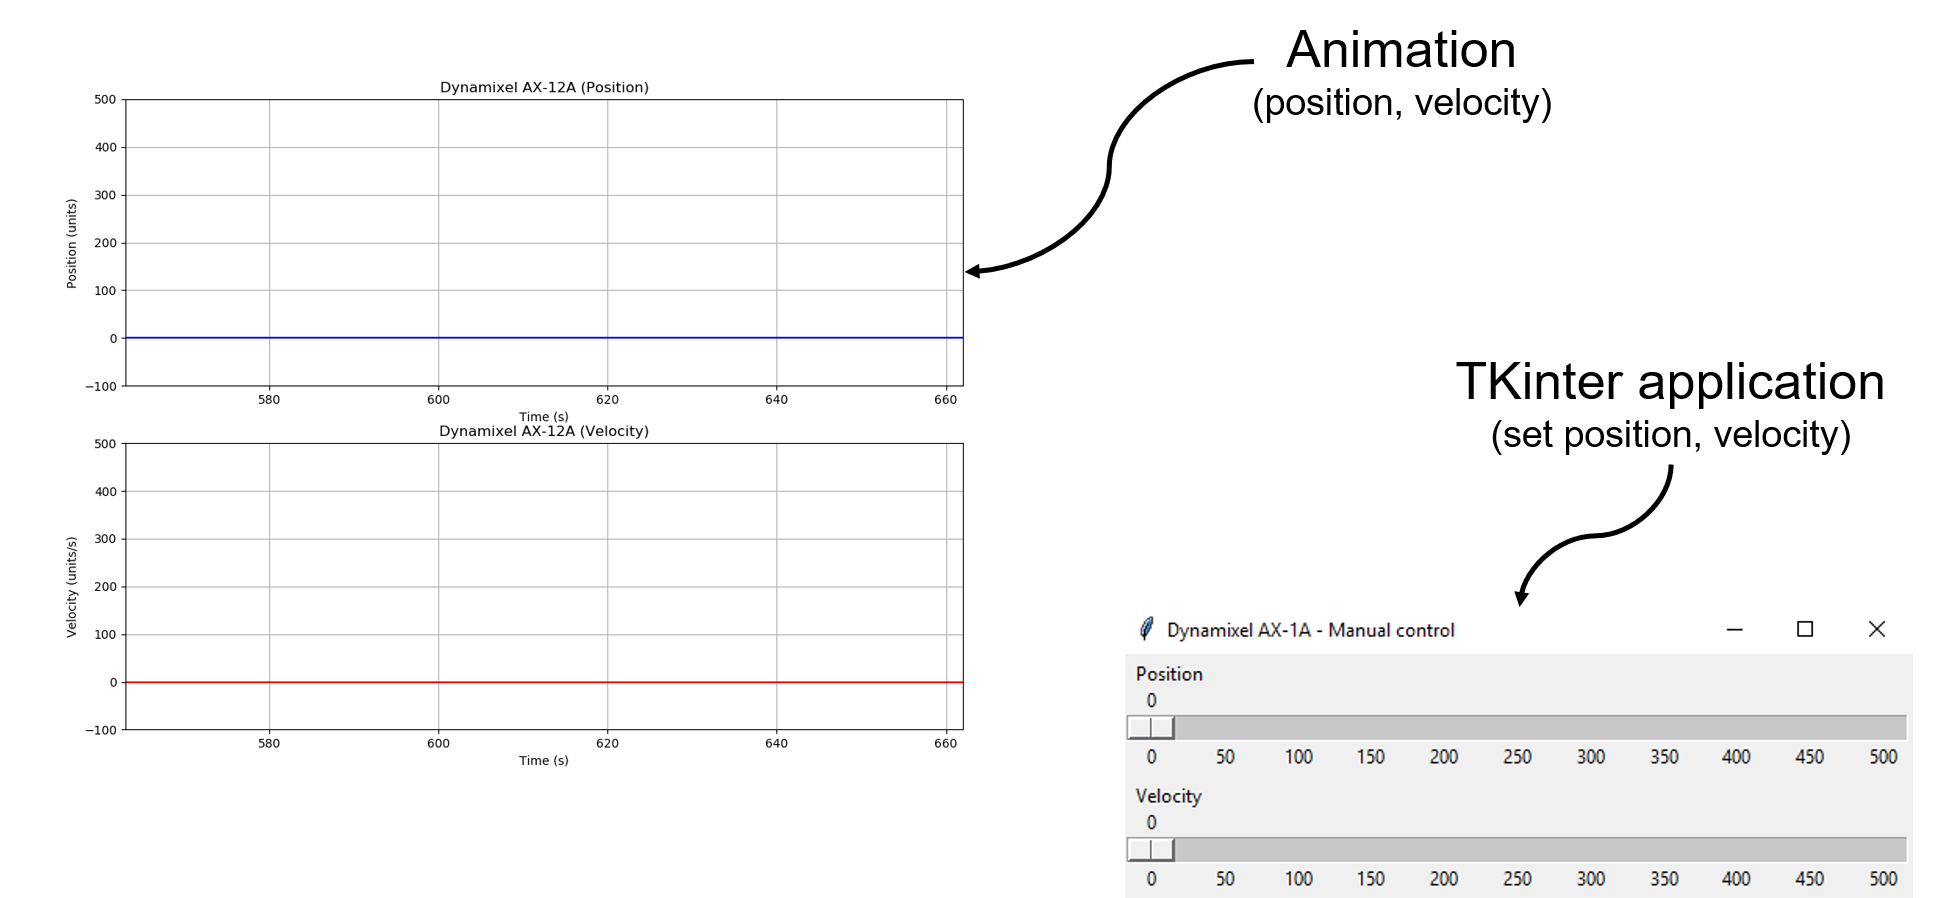 Animation
(position, velocity)
Dynamixel AX-12A (Position)
500
400
300
200
100
0
−100
Position (units)
580 600 620 640 660
Time (s)
Dynamixel AX-12A (Velocity)
500
400
300
200
100
0
−100
Velocity (units/s)
580 600 620 640 660
Time (s)
TKinter application
(set position, velocity)
Dynamixel AX-1A - Manual control
Position
0
0 50 100 150 200 250 300 350 400 450 500
Velocity
0
0 50 100 150 200 250 300 350 400 450 500